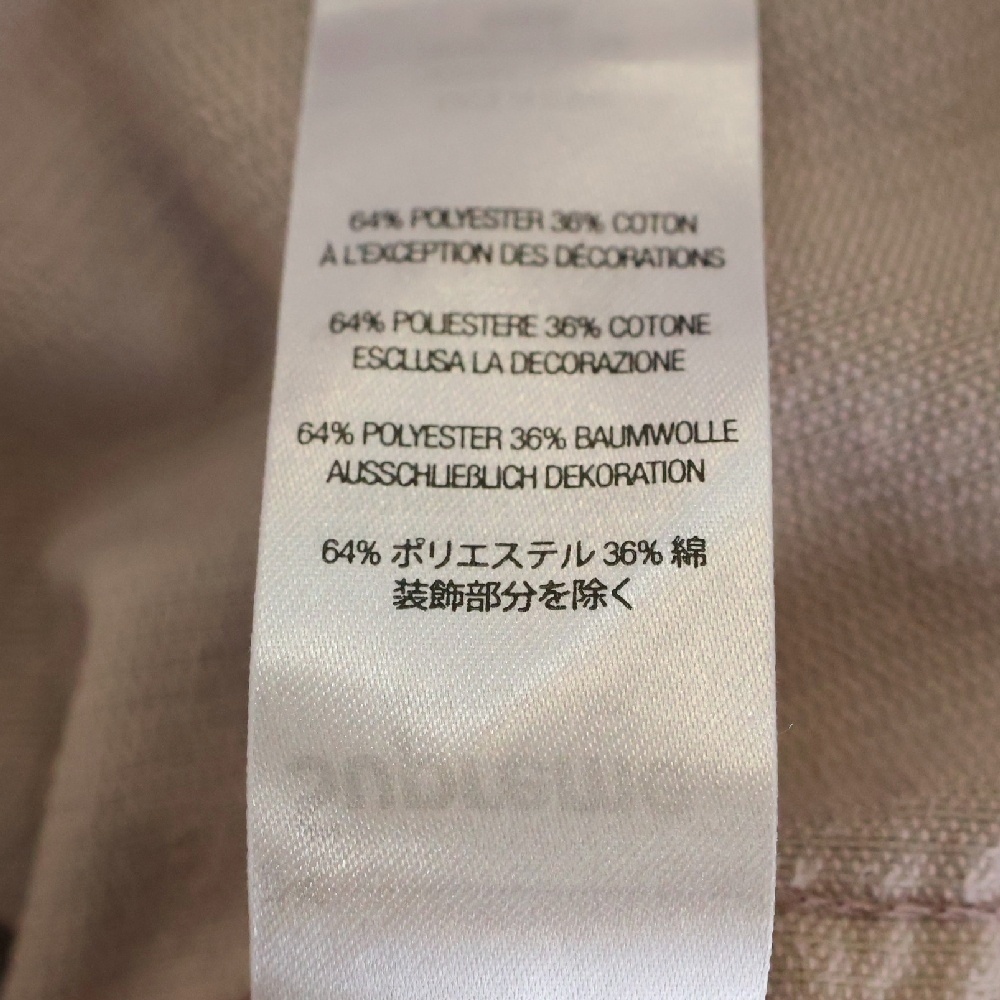 64% POLYESTER 36% COTON
À L'EXCEPTION DES DÉCORATIONS
64% POLIESTERE 36% COTONE
ESCLUSA LA DECORAZIONE
64% POLYESTER 36% BAUMWOLLE
AUSSCHLIEßLICH DEKORATION
64% ポリエステル 36% 綿
装飾部分を除く